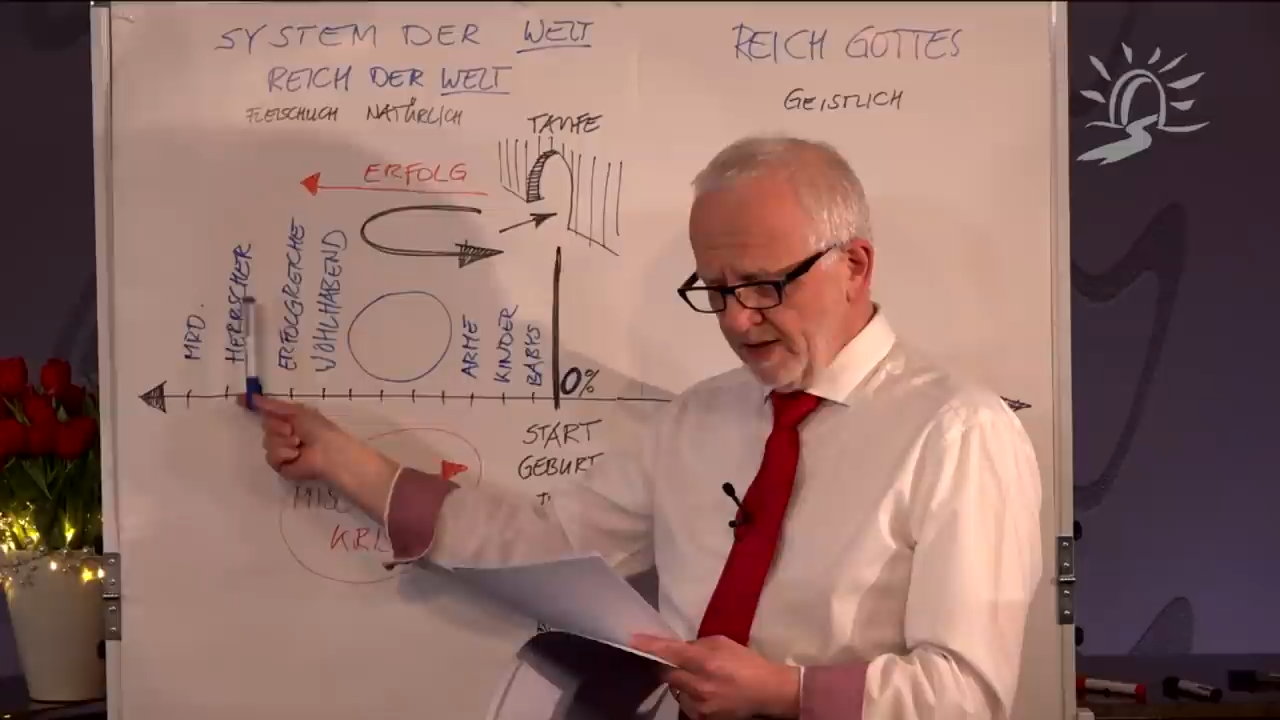 SYSTEM DER WELT
REICH DER WELT
FLEISCHLICH NATÜRLICH
REICH GOTTES
GEISTLICH
TAUFE
ERFOLG
MRD.
HERRSCHER
ERFOLGREICHE
WOHLHABEND
ARME
KINDER
BABYS
0%
START
GEBURT